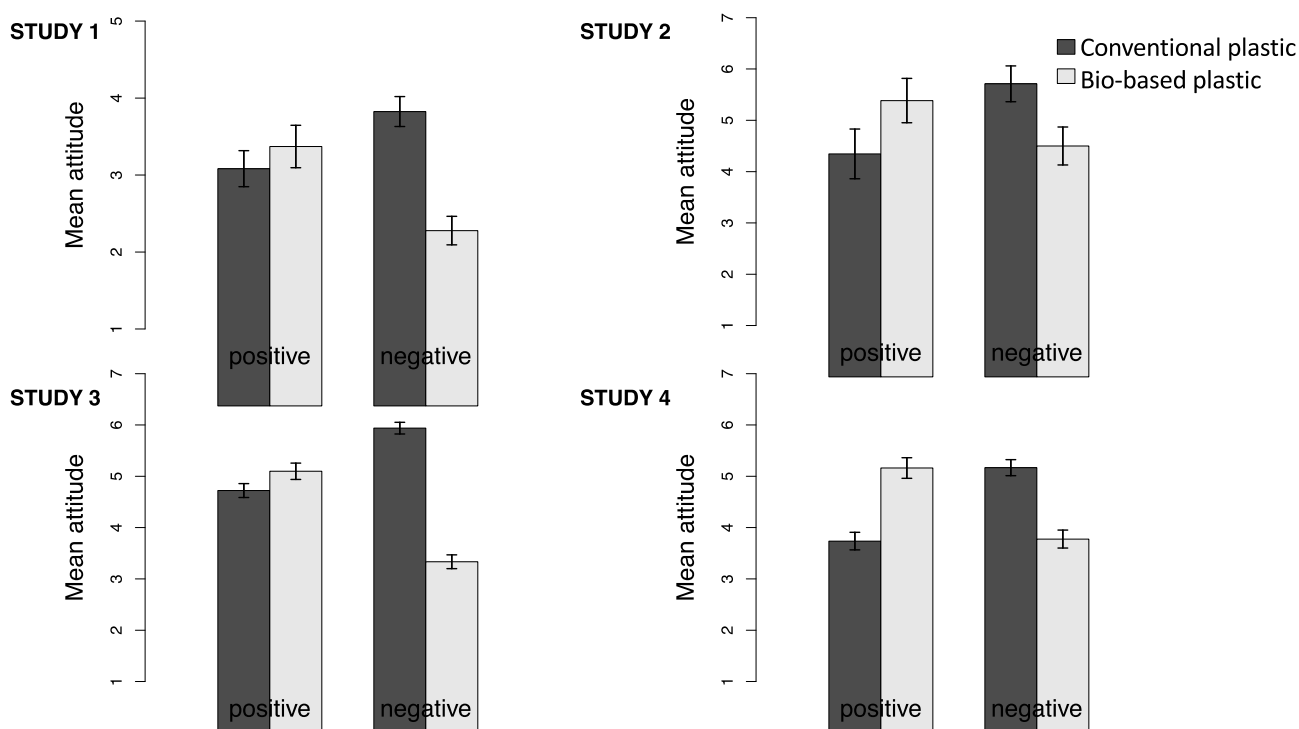 STUDY 1
5
4
3
2
1
Mean attitude
positive negative
STUDY 2
7
6
5
4
3
2
1
Mean attitude
positive negative
Conventional plastic
Bio-based plastic
STUDY 3
7
6
5
4
3
2
1
Mean attitude
positive negative
STUDY 4
7
6
5
4
3
2
1
Mean attitude
positive negative